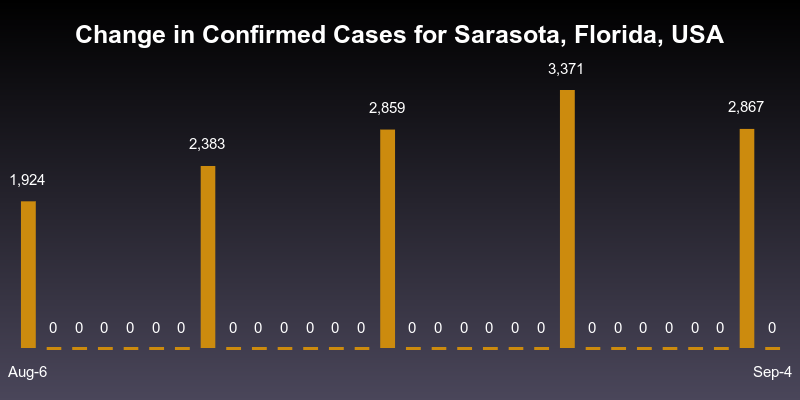 Change in Confirmed Cases for Sarasota, Florida, USA
3,371
2,859
2,867
2,383
1,924
0 0 0 0 0 0 0 0 0 0 0 0 0 0 0 0 0 0 0 0 0 0 0 0 0
Aug-6 Sep-4